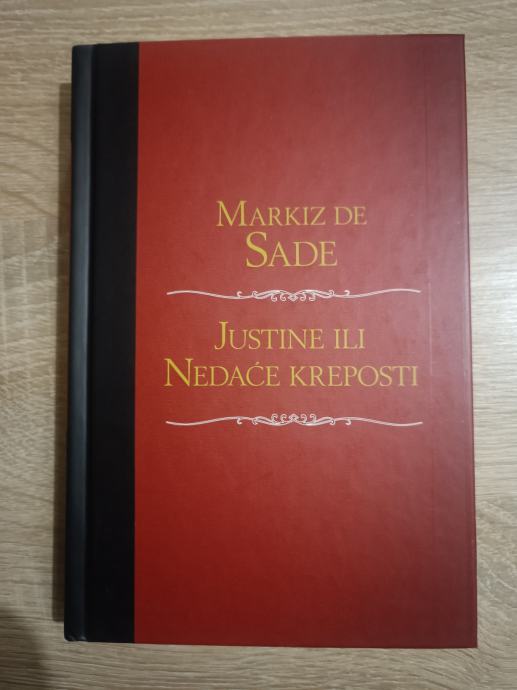 MARKIZ DE
SADE
JUSTINE ILI
NEDAĆE KREPOSTI